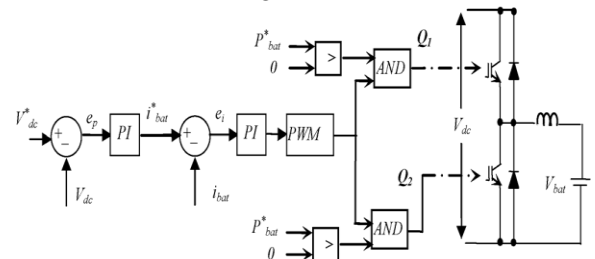 P*bat
0
>
AND
Q1
V*dc
+
−
ep
PI
i*bat
+
−
ei
PI
PWM
Vdc
ibat
Vdc
Vbat
Q2
AND
P*bat
0
>